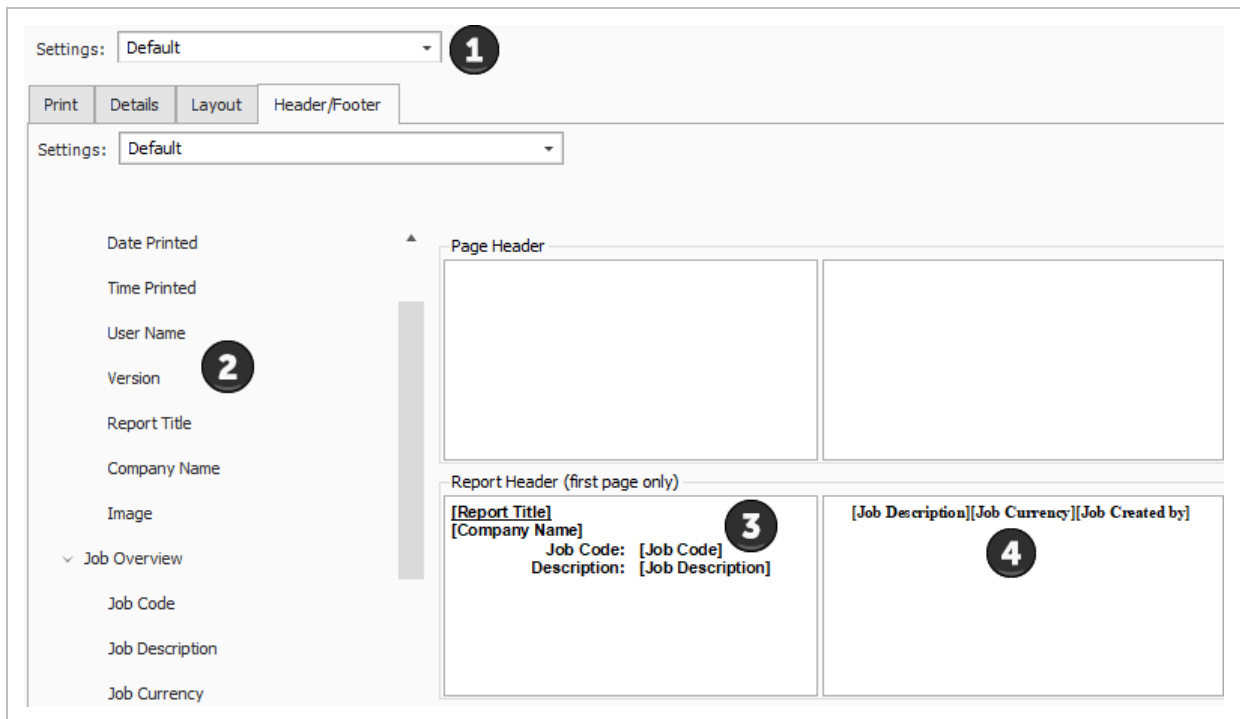 Settings: Default 1
Print Details Layout Header/Footer
Settings: Default
Date Printed
Time Printed
User Name
2
Version
Report Title
Company Name
Image
Job Overview
Job Code
Job Description
Job Currency
Page Header
Report Header (first page only)
[Report Title]
3
[Company Name]
Job Code: [Job Code]
Description: [Job Description]
[Job Description][Job Currency][Job Created by]
4